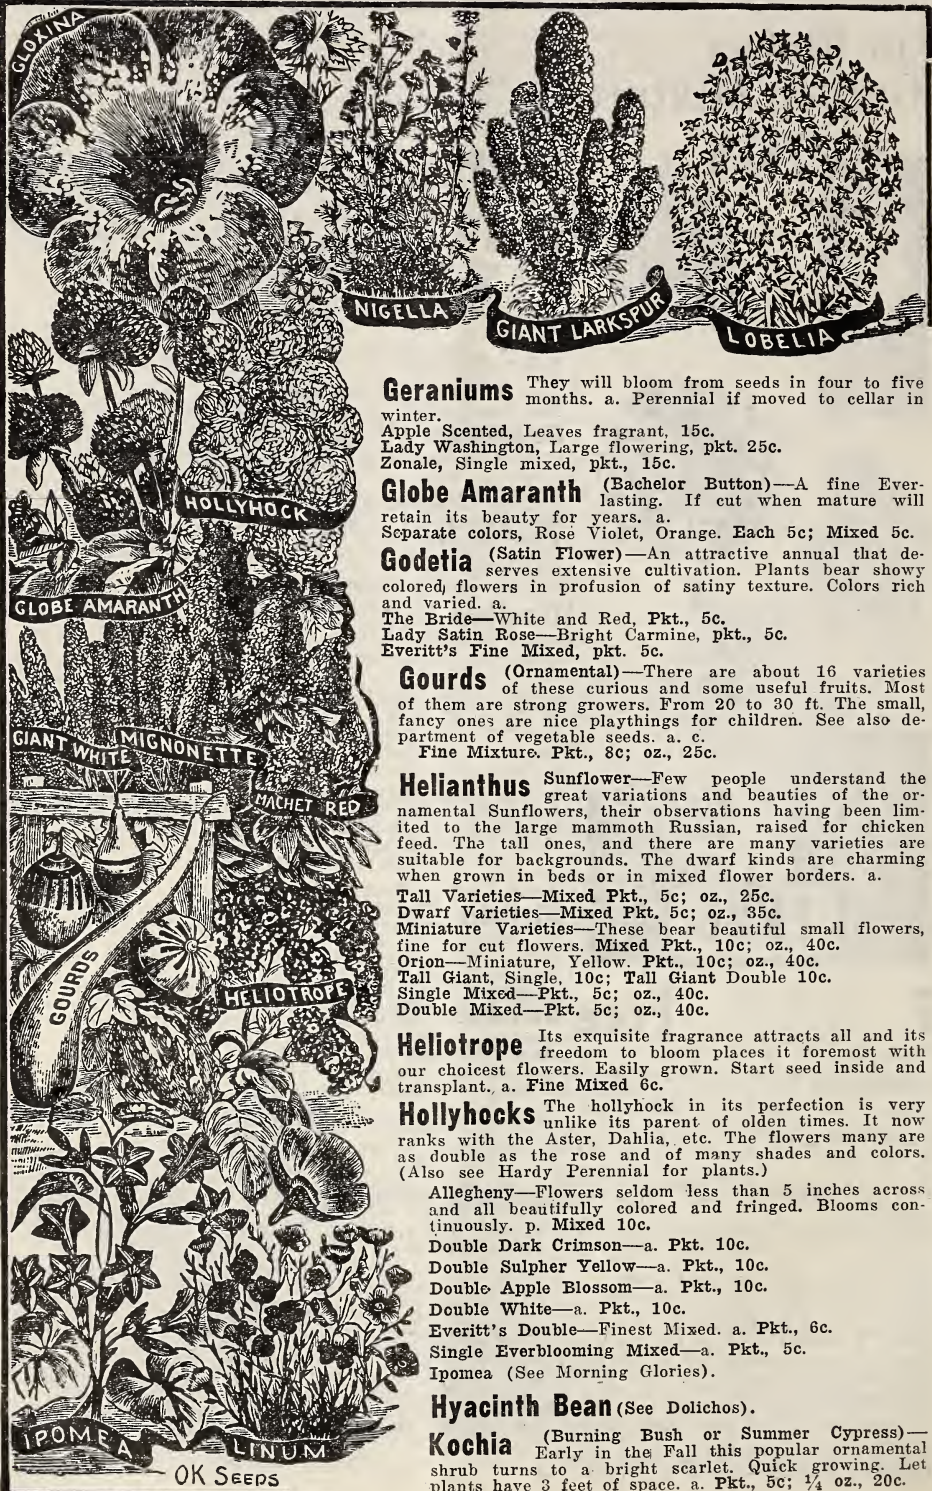 GLOXINA
NIGELLA
GIANT LARKSPUR
LOBELIA
HOLLYHOCK
GLOBE AMARANTH
GIANT WHITE MIGNONETTE
MACHET RED
GOURDS
HELIOTROPE
IPOMEA
LINUM
OK SEEDS
Geraniums They will bloom from seeds in four to five
months. a. Perennial if moved to cellar in
winter.
Apple Scented, Leaves fragrant, 15c.
Lady Washington, Large flowering, pkt. 25c.
Zonale, Single mixed, pkt., 15c.
Globe Amaranth (Bachelor Button)—A fine Ever-
lasting. If cut when mature will
retain its beauty for years. a.
Separate colors, Rose Violet, Orange. Each 5c; Mixed 5c.
Godetia (Satin Flower)—An attractive annual that de-
serves extensive cultivation. Plants bear showy
colored, flowers in profusion of satiny texture. Colors rich
and varied. a.
The Bride—White and Red, Pkt., 5c.
Lady Satin Rose—Bright Carmine, pkt., 5c.
Everitt's Fine Mixed, pkt. 5c.
Gourds (Ornamental)—There are about 16 varieties
of these curious and some useful fruits. Most
of them are strong growers. From 20 to 30 ft. The small,
fancy ones are nice playthings for children. See also de-
partment of vegetable seeds. a. c.
Fine Mixture. Pkt., 8c; oz., 25c.
Helianthus Sunflower—Few people understand the
great variations and beauties of the or-
namental Sunflowers, their observations having been lim-
ited to the large mammoth Russian, raised for chicken
feed. The tall ones, and there are many varieties are
suitable for backgrounds. The dwarf kinds are charming
when grown in beds or in mixed flower borders. a.
Tall Varieties—Mixed Pkt., 5c; oz., 25c.
Dwarf Varieties—Mixed Pkt. 5c; oz., 35c.
Miniature Varieties—These bear beautiful small flowers,
fine for cut flowers. Mixed Pkt., 10c; oz., 40c.
Orion—Miniature, Yellow. Pkt., 10c; oz., 40c.
Tall Giant, Single, 10c; Tall Giant Double 10c.
Single Mixed—Pkt., 5c; oz., 40c.
Double Mixed—Pkt. 5c; oz., 40c.
Heliotrope Its exquisite fragrance attracts all and its
freedom to bloom places it foremost with
our choicest flowers. Easily grown. Start seed inside and
transplant. a. Fine Mixed 6c.
Hollyhocks The hollyhock in its perfection is very
unlike its parent of olden times. It now
ranks with the Aster, Dahlia, etc. The flowers many are
as double as the rose and of many shades and colors.
(Also see Hardy Perennial for plants.)
Allegheny—Flowers seldom less than 5 inches across
and all beautifully colored and fringed. Blooms con-
tinuously. p. Mixed 10c.
Double Dark Crimson—a. Pkt. 10c.
Double Sulpher Yellow—a. Pkt., 10c.
Double Apple Blossom—a. Pkt., 10c.
Double White—a. Pkt., 10c.
Everitt's Double—Finest Mixed. a. Pkt., 6c.
Single Everblooming Mixed—a. Pkt., 5c.
Ipomea (See Morning Glories).
Hyacinth Bean (See Dolichos).
Kochia (Burning Bush or Summer Cypress)—
Early in the Fall this popular ornamental
shrub turns to a bright scarlet. Quick growing. Let
plants have 3 feet of space. a. Pkt., 5c; ¼ oz., 20c.